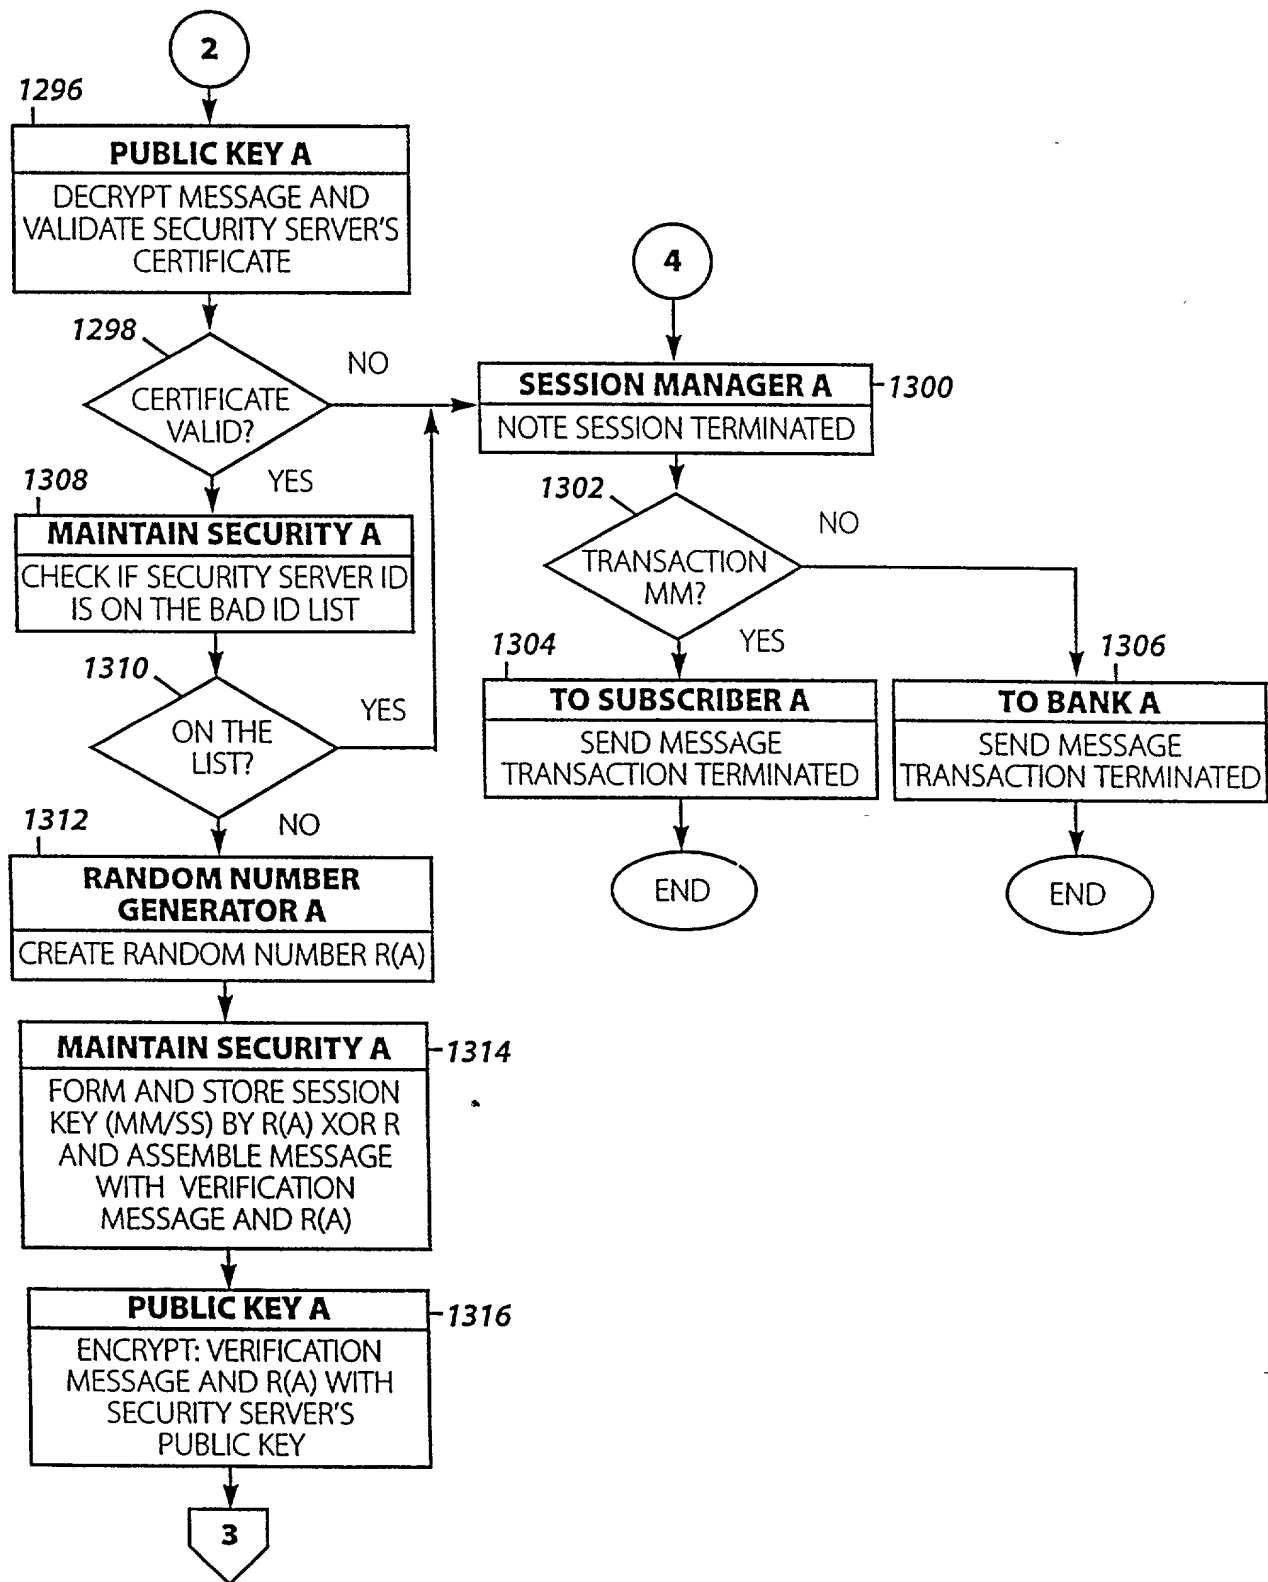 2
1296
PUBLIC KEY A
DECRYPT MESSAGE AND
VALIDATE SECURITY SERVER'S
CERTIFICATE
1298
CERTIFICATE
VALID?
NO
YES
1308
MAINTAIN SECURITY A
CHECK IF SECURITY SERVER ID
IS ON THE BAD ID LIST
1310
ON THE
LIST?
YES
NO
1312
RANDOM NUMBER
GENERATOR A
CREATE RANDOM NUMBER R(A)
MAINTAIN SECURITY A
1314
FORM AND STORE SESSION
KEY (MM/SS) BY R(A) XOR R
AND ASSEMBLE MESSAGE
WITH VERIFICATION
MESSAGE AND R(A)
PUBLIC KEY A
1316
ENCRYPT: VERIFICATION
MESSAGE AND R(A) WITH
SECURITY SERVER'S
PUBLIC KEY
3
4
SESSION MANAGER A
1300
NOTE SESSION TERMINATED
1302
TRANSACTION
MM?
NO
YES
1304
TO SUBSCRIBER A
SEND MESSAGE
TRANSACTION TERMINATED
END
1306
TO BANK A
SEND MESSAGE
TRANSACTION TERMINATED
END